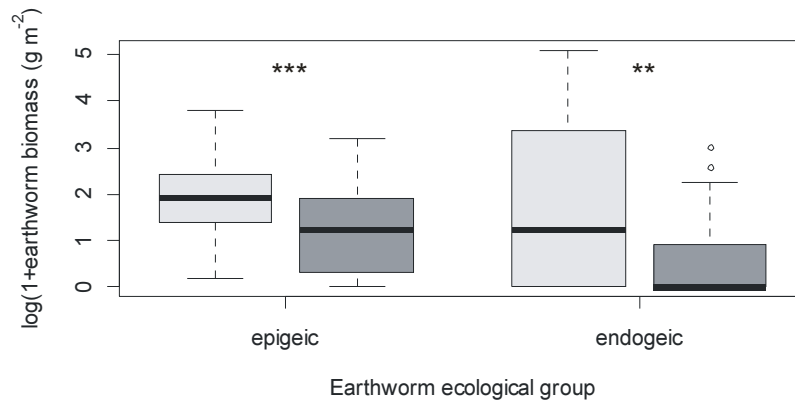 log(1+earthworm biomass (g m-2)
5
4
3
2
1
0
*** **
epigeic endogeic
Earthworm ecological group